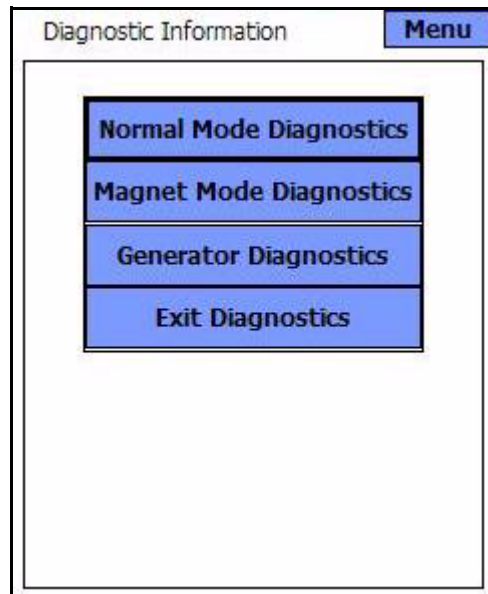 Diagnostic Information
Menu
Normal Mode Diagnostics
Magnet Mode Diagnostics
Generator Diagnostics
Exit Diagnostics